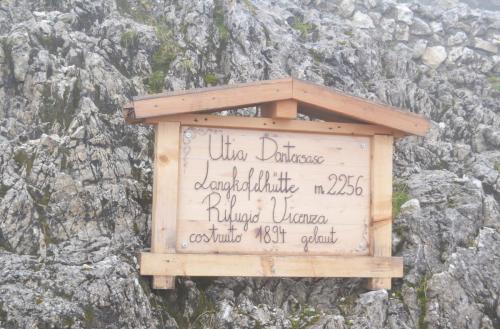 Utia Dantersasc
Langkofelhütte m 2256
Rifugio Vicenza
costruito 1894 gebaut